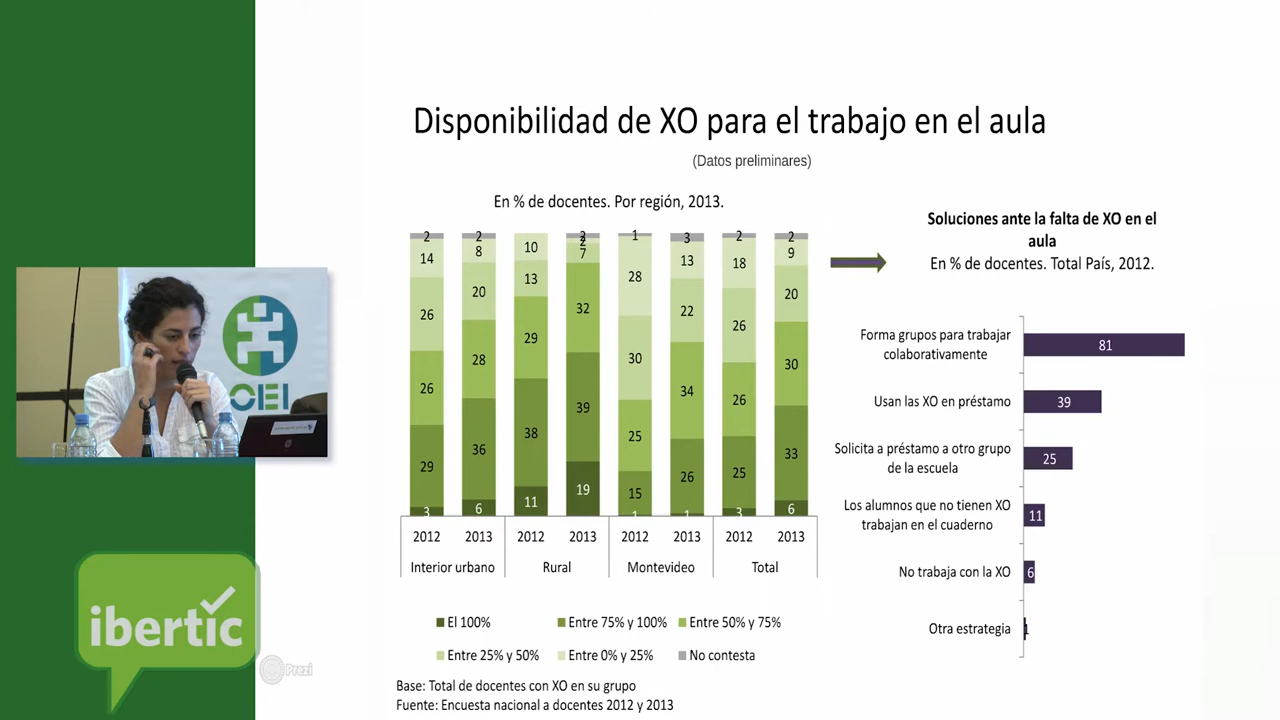 Disponibilidad de XO para el trabajo en el aula
(Datos preliminares)
En % de docentes. Por región, 2013.
2 2 2 1 3 2 2
14 8 10 2 28 13 18 9
26 20 13 7 30 22 26 20
26 28 29 32 25 34 26 30
29 36 38 39 15 26 25 33
3 6 11 19 1 1 3 6
2012 2013 2012 2013 2012 2013 2012 2013
Interior urbano Rural Montevideo Total
El 100% Entre 75% y 100% Entre 50% y 75%
Entre 25% y 50% Entre 0% y 25% No contesta
Base: Total de docentes con XO en su grupo
Fuente: Encuesta nacional a docentes 2012 y 2013
Soluciones ante la falta de XO en el
aula
En % de docentes. Total País, 2012.
Forma grupos para trabajar
colaborativamente
81
Usan las XO en préstamo
39
Solicita a préstamo a otro grupo
de la escuela
25
Los alumnos que no tienen XO
trabajan en el cuaderno
11
No trabaja con la XO
6
Otra estrategia
1
OEI
ibertic
Prezi